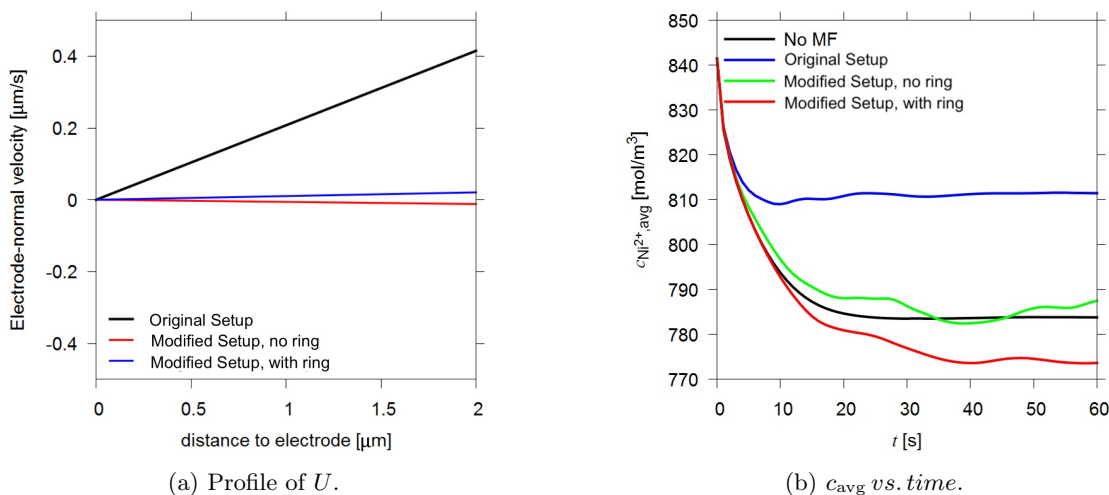 Electrode-normal velocity [μm/s]
0.4
0.2
0
-0.2
-0.4
Original Setup
Modified Setup, no ring
Modified Setup, with ring
0 0.5 1 1.5 2
distance to electrode [μm]
(a) Profile of U.
c Ni2+,avg [mol/m3]
850
840
830
820
810
800
790
780
770
No MF
Original Setup
Modified Setup, no ring
Modified Setup, with ring
0 10 20 30 40 50 60
t [s]
(b) cavg vs. time.